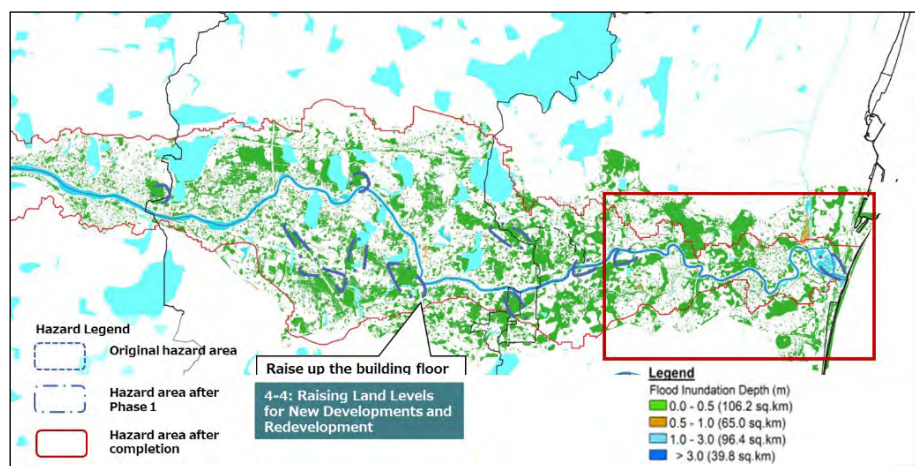 Hazard Legend
Original hazard area
Hazard area after
Phase 1
Hazard area after
completion
Raise up the building floor
4-4: Raising Land Levels
for New Developments and
Redevelopment
Legend
Flood Inundation Depth (m)
0.0 - 0.5 (106.2 sq.km)
0.5 - 1.0 (65.0 sq.km)
1.0 - 3.0 (96.4 sq.km)
> 3.0 (39.8 sq.km)